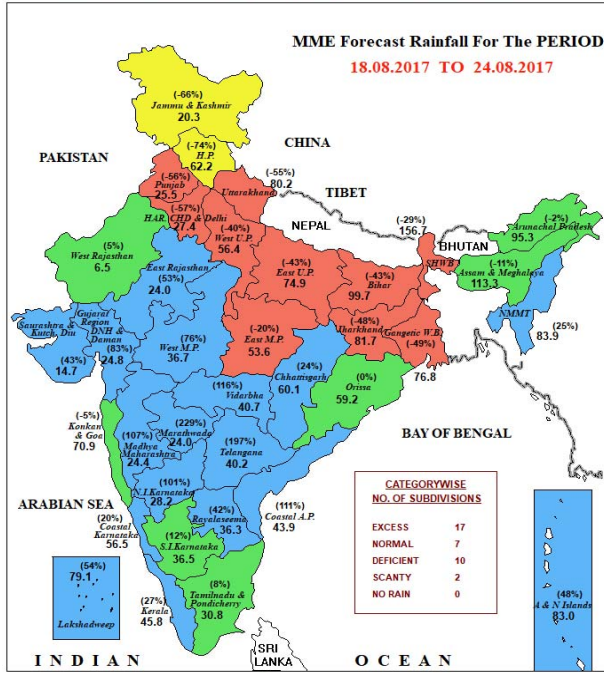 MME Forecast Rainfall For The PERIOD
18.08.2017 TO 24.08.2017
(-66%)
Jammu & Kashmir
20.3
CHINA
(-74%)
H.P.
62.2
PAKISTAN
(-56%)
Punjab
25.5
(-55%)
80.2
Uttarakhand
TIBET
(-57%)
HAR. CHD & Delhi
27.4
NEPAL
(-40%)
West U.P.
56.4
(-29%)
156.7
BHUTAN
SHWB
(-2%)
Arunachal Pradesh
95.3
(5%)
West Rajasthan
6.5
East Rajasthan
(53%)
24.0
(-43%)
East U.P.
74.9
(-43%)
Bihar
99.7
(-11%)
Assam & Meghalaya
113.3
NMMT
(25%)
83.9
Gujarat
Region
DNH &
Daman
(83%)
24.8
Saurashtra &
Kutch, Diu
(43%)
14.7
(76%)
West M.P.
36.7
(-20%)
East M.P.
53.6
(-48%)
Jharkhand
81.7
Gangetic W.B.
(-49%)
76.8
(24%)
Chhattisgarh
60.1
(0%)
Orissa
59.2
(116%)
Vidarbha
40.7
(-5%)
Konkan
& Goa
70.9
(229%)
Marathwada
24.0
(107%)
Madhya
Maharashtra
24.4
(197%)
Telangana
40.2
BAY OF BENGAL
(101%)
N.I.Karnataka
28.2
ARABIAN SEA
(20%)
Coastal
Karnataka
56.5
(42%)
Rayalaseema
36.3
(111%)
Coastal A.P.
43.9
(12%)
S.I.Karnataka
36.5
(54%)
79.1
Lakshadweep
(27%)
Kerala
45.8
(8%)
Tamilnadu &
Pondicherry
30.8
CATEGORYWISE
NO. OF SUBDIVISIONS
EXCESS 17
NORMAL 7
DEFICIENT 10
SCANTY 2
NO RAIN 0
(48%)
A & N Islands
83.0
SRI
LANKA
INDIAN OCEAN